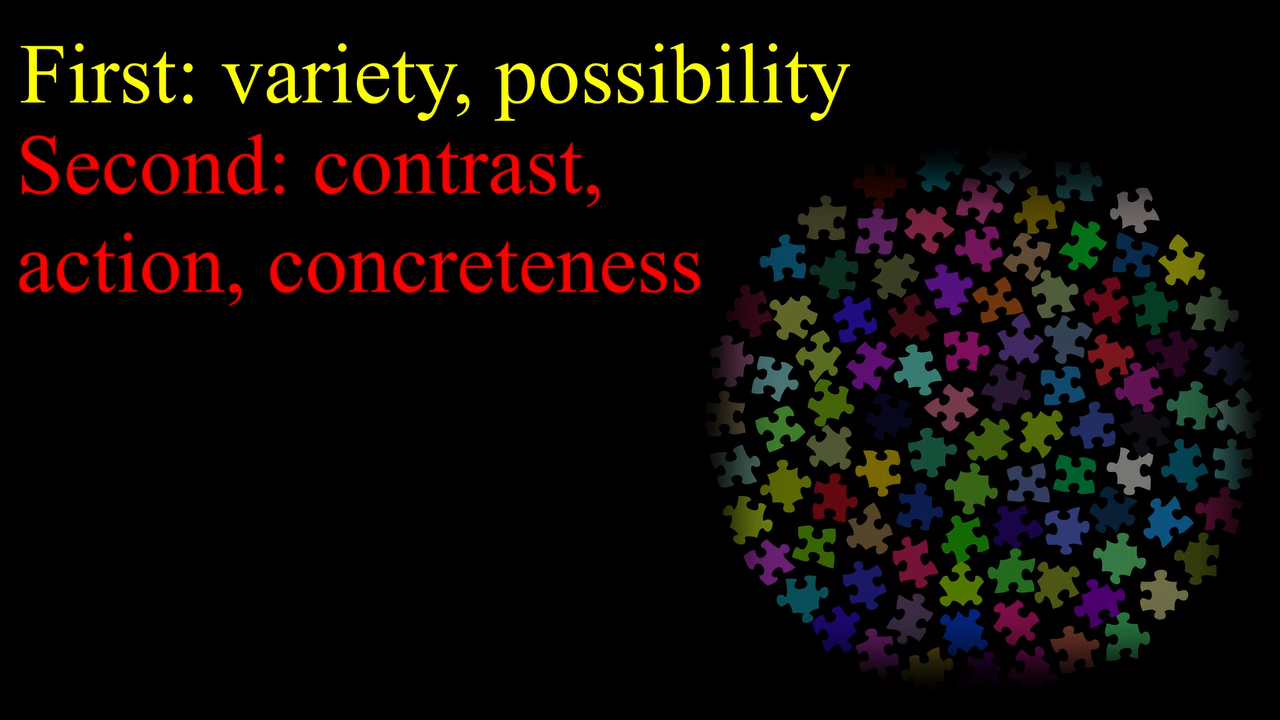 First: variety, possibility
Second: contrast,
action, concreteness